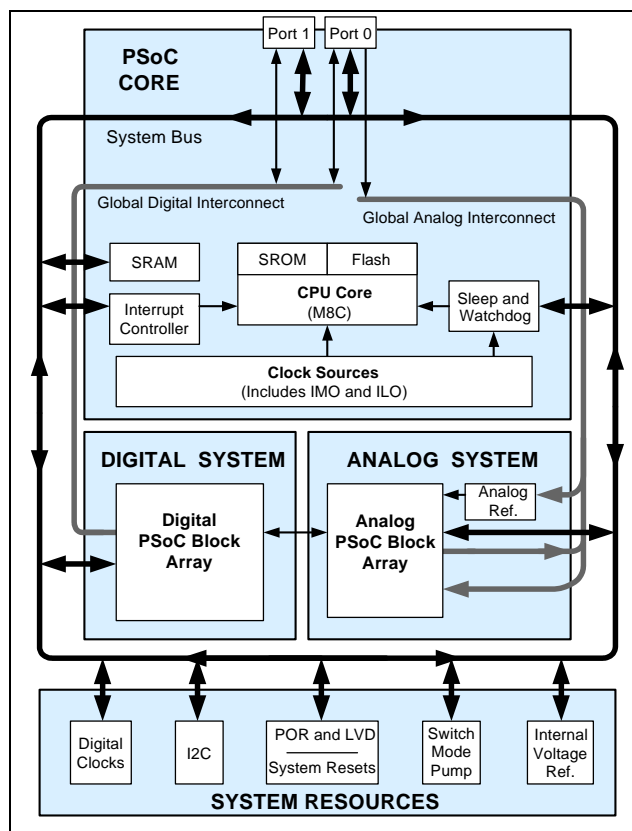 Port 1 Port 0
PSoC
CORE
System Bus
Global Digital Interconnect
Global Analog Interconnect
SRAM
SROM Flash
CPU Core
(M8C)
Interrupt
Controller
Sleep and
Watchdog
Clock Sources
(Includes IMO and ILO)
DIGITAL SYSTEM
ANALOG SYSTEM
Digital
PSoC Block
Array
Analog
PSoC Block
Array
Analog
Ref.
Digital
Clocks
I2C
POR and LVD
System Resets
Switch
Mode
Pump
Internal
Voltage
Ref.
SYSTEM RESOURCES